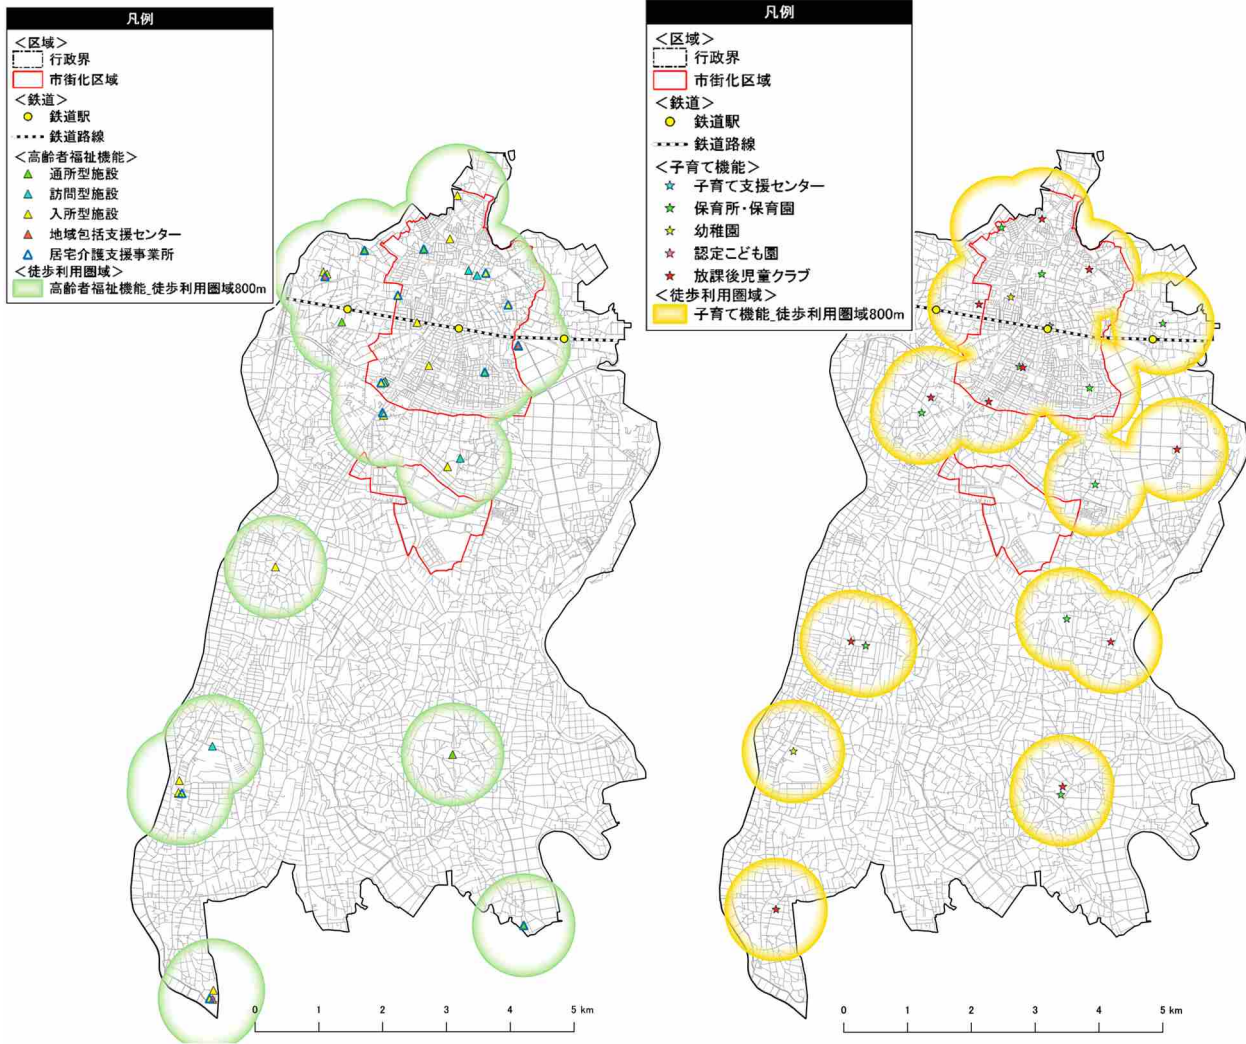 凡例
＜区域＞
行政界
市街化区域
＜鉄道＞
鉄道駅
鉄道路線
＜高齢者福祉機能＞
通所型施設
訪問型施設
入所型施設
地域包括支援センター
居宅介護支援事業所
＜徒歩利用圏域＞
高齢者福祉機能_徒歩利用圏域800m
0 1 2 3 4 5 km
凡例
＜区域＞
行政界
市街化区域
＜鉄道＞
鉄道駅
鉄道路線
＜子育て機能＞
子育て支援センター
保育所・保育園
幼稚園
認定こども園
放課後児童クラブ
＜徒歩利用圏域＞
子育て機能_徒歩利用圏域800m
0 1 2 3 4 5 km